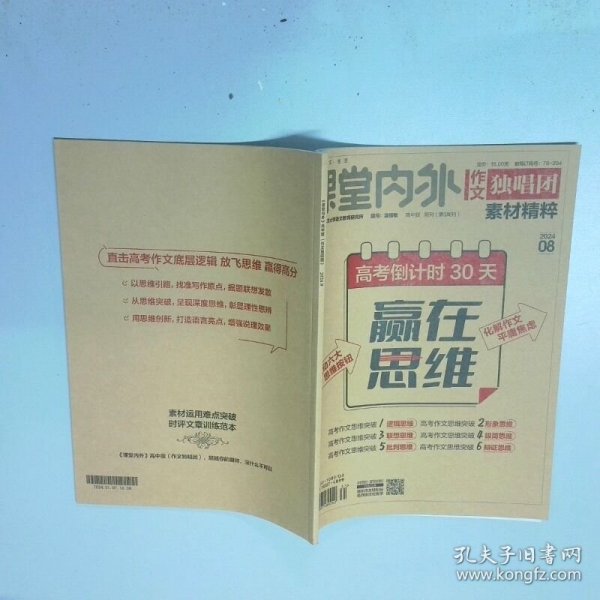 直击高考作文底层逻辑 放飞思维 赢得高分
以思维引题,找准写作原点,据题联想发散
从思维突破,呈现深度思维,彰显理性思辨
用思维创新,打造语言亮点,增强说理效果
素材运用难点突破
时评文章训练范本
课堂内外
作文
独唱团
素材精粹
2024
08
高考倒计时 30 天
赢在
思维
化解作文
平庸焦虑
六大
思维按钮
高考作文思维突破 1 逻辑思维 高考作文思维突破 2 形象思维
高考作文思维突破 3 联想思维 高考作文思维突破 4
高考作文思维突破 5 批判思维 高考作文思维突破 6 辩证思维
孔夫子旧书网
www.kongfz.com